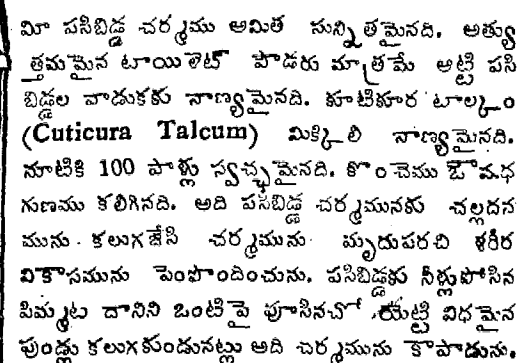 మీ పసిబిడ్డ చర్మము అమిత సున్నితమైనది. అత్యు
త్తమమైన టాయిలెట్ పౌడరు మాత్రమే అట్టి పసి
బిడ్డల వాడుకకు నాణ్యమైనది. కూటికూర టాల్కం
(Cuticura Talcum) మిక్కిలి నాణ్యమైనది.
నూటికి 100 పాళ్లు స్వచ్ఛమైనది. కొంచెము ఔషధ
గుణము కలిగినది. అది పసిబిడ్డ చర్మమునకు చల్లదన
మును కలుగజేసి చర్మమును మృదుపరచి శరీర
వికాసమును పెంపొందించును. పసిబిడ్డకు నీళ్లుపోసిన
పిమ్మట దానిని ఒంటిపై పూసినచో యెట్టి విధమైన
పుండ్లు కలుగకుండునట్లు అది చర్మమును కాపాడును.